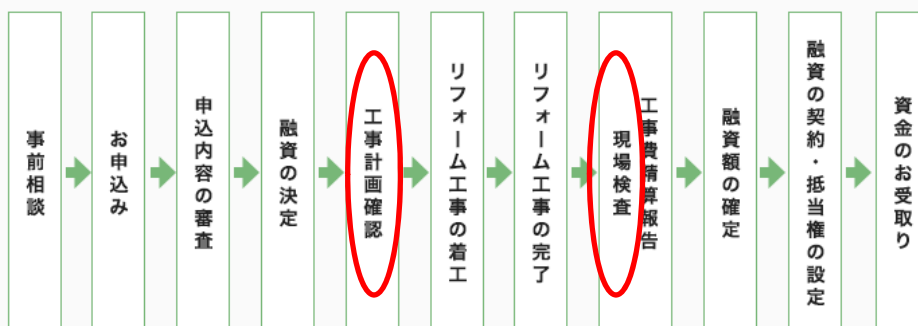 事前相談
お申込み
申込内容の審査
融資の決定
工事計画確認
リフォーム工事の着工
リフォーム工事の完了
工事費精算報告
現場検査
融資額の確定
融資の契約・抵当権の設定
資金のお受取り